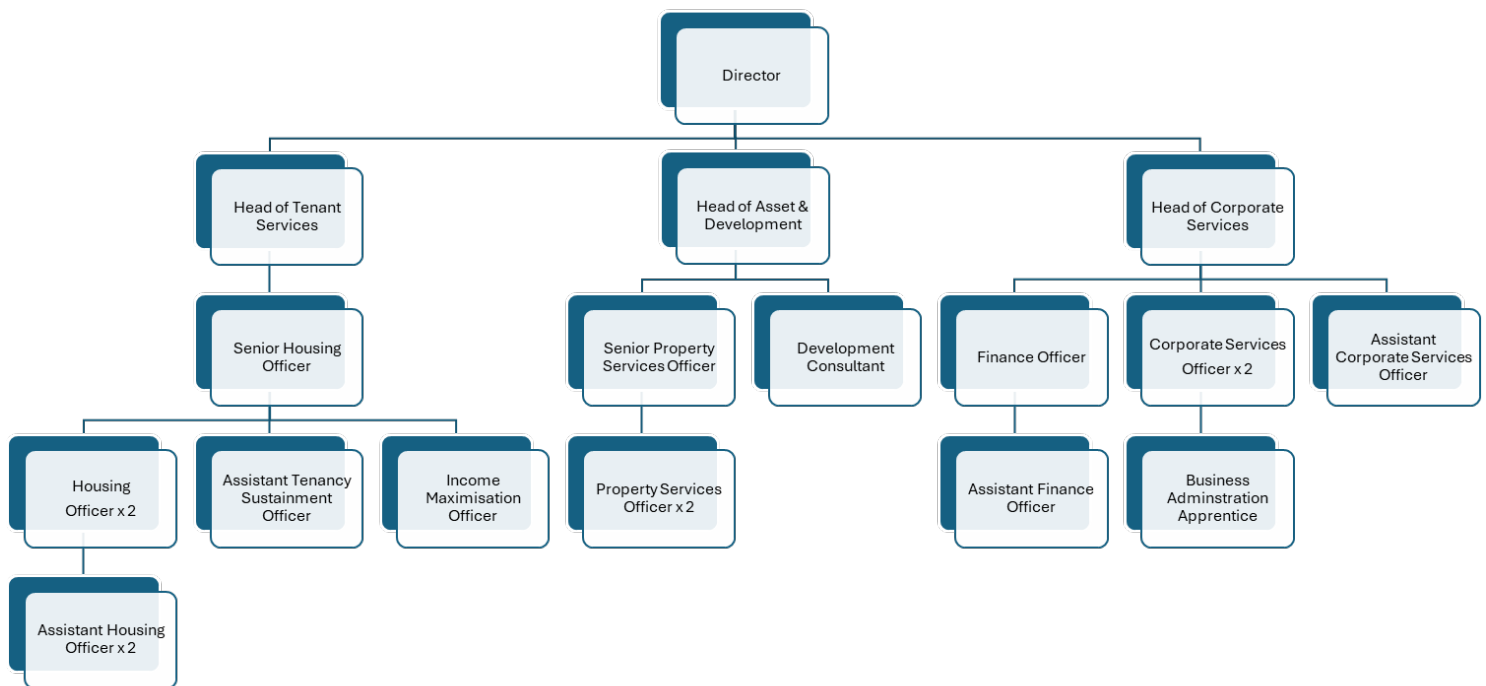 Director
Head of Tenant
Services
Head of Asset &
Development
Head of Corporate
Services
Senior Housing
Officer
Senior Property
Services Officer
Development
Consultant
Finance Officer
Corporate Services
Officer x 2
Assistant
Corporate Services
Officer
Housing
Officer x 2
Assistant Tenancy
Sustainment
Officer
Income
Maximisation
Officer
Property Services
Officer x 2
Assistant Finance
Officer
Business
Adminstration
Apprentice
Assistant Housing
Officer x 2